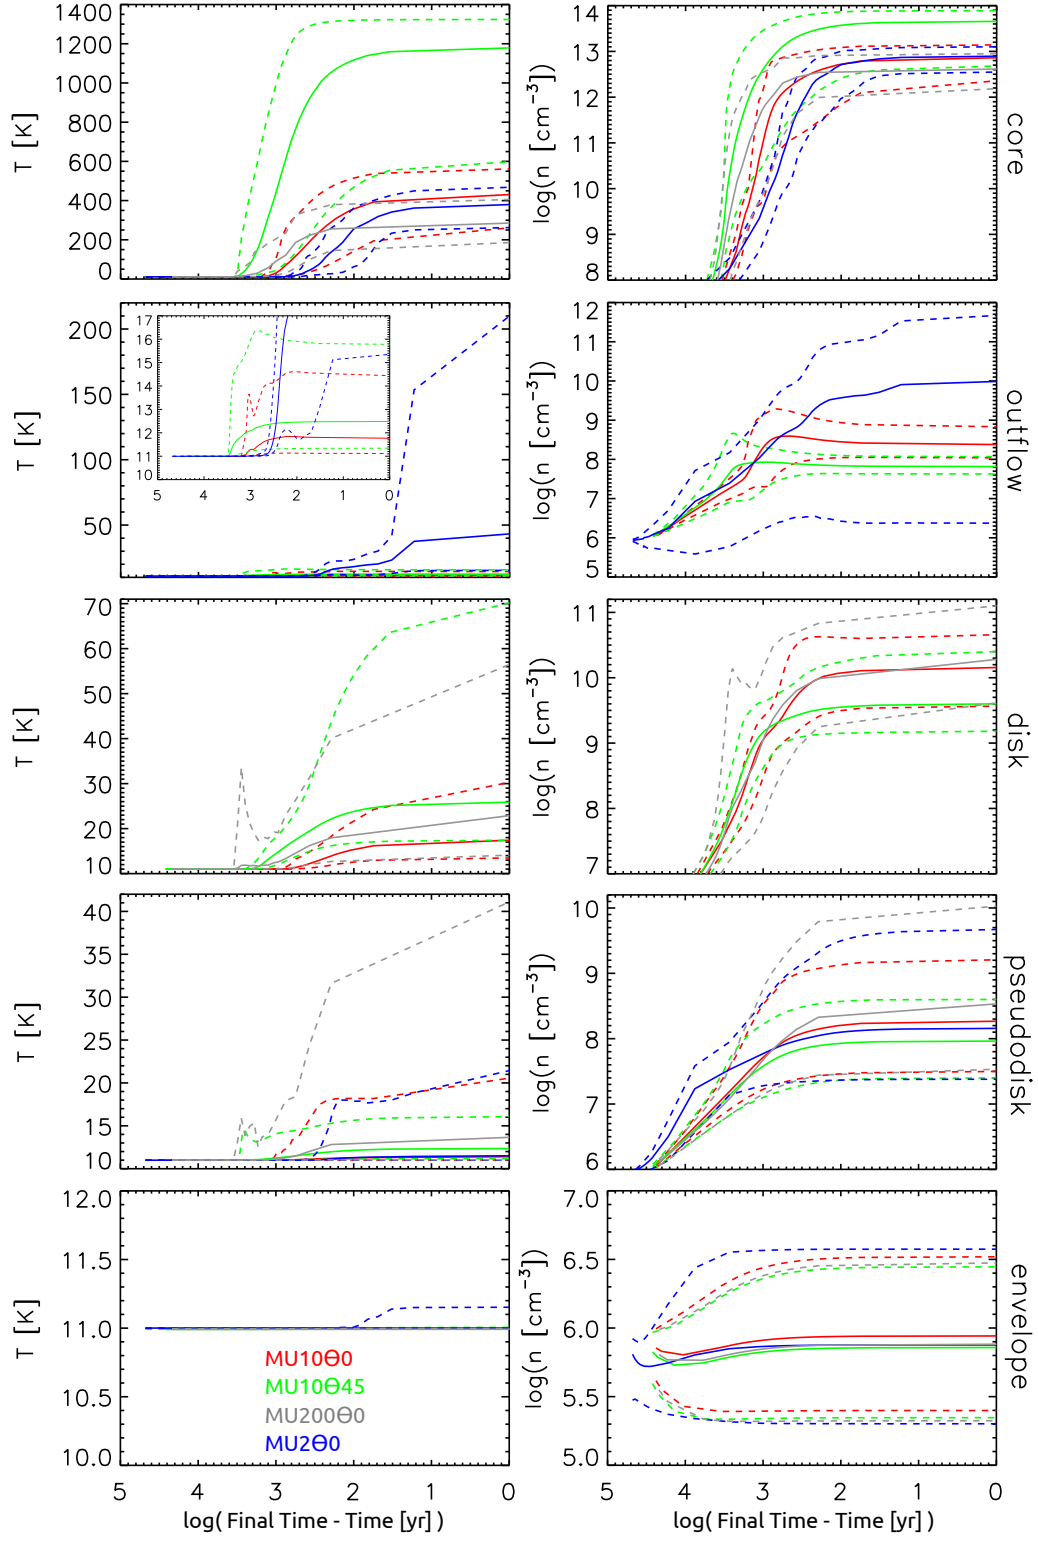 1400
1200
1000
800
600
400
200
0
T [K]
14
13
12
11
10
9
8
log(n [cm⁻³])
core
200
150
100
50
T [K]
17
16
15
14
13
12
11
10
5 4 3 2 1 0
12
11
10
9
8
7
6
5
log(n [cm⁻³])
outflow
70
60
50
40
30
20
10
T [K]
11
10
9
8
7
log(n [cm⁻³])
disk
40
35
30
25
20
15
10
T [K]
10
9
8
7
6
log(n [cm⁻³])
pseudodisk
12.0
11.5
11.0
10.5
10.0
T [K]
MU10Θ0
MU10Θ45
MU200Θ0
MU2Θ0
7.0
6.5
6.0
5.5
5.0
log(n [cm⁻³])
envelope
5 4 3 2 1 0
log( Final Time - Time [yr] )
5 4 3 2 1 0
log( Final Time - Time [yr] )